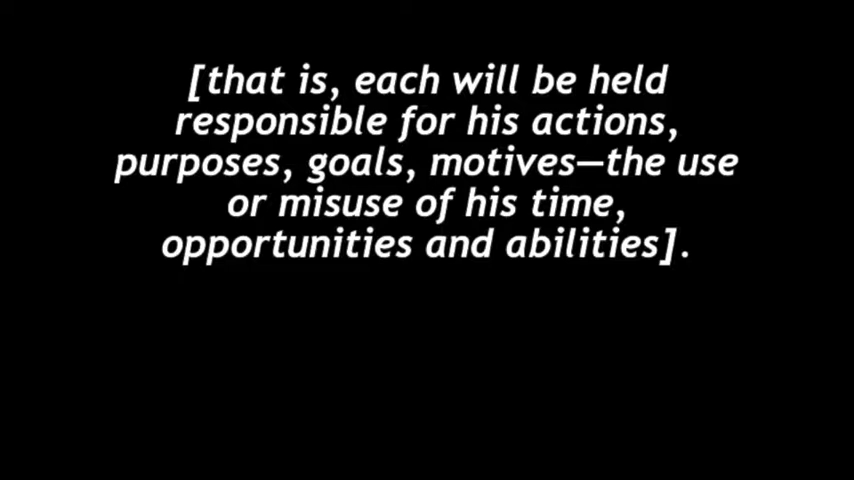 [that is, each will be held
responsible for his actions,
purposes, goals, motives—the use
or misuse of his time,
opportunities and abilities].